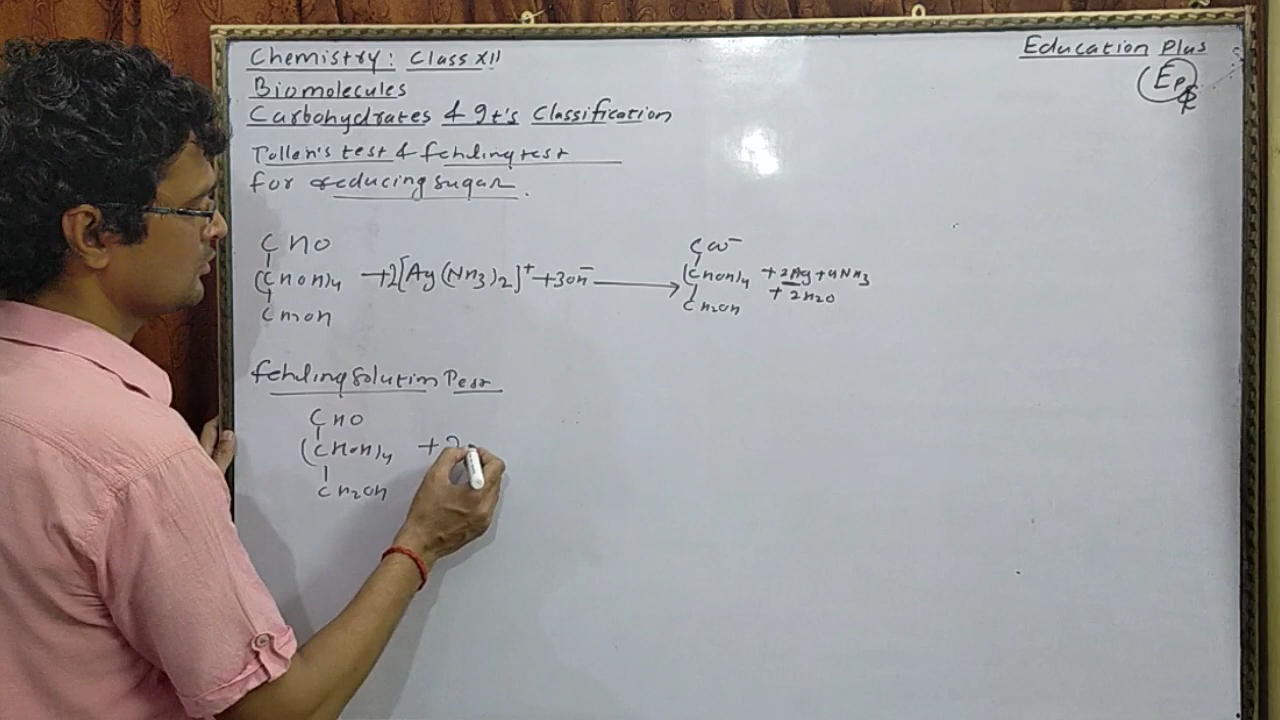 Chemistry: Class XII
Education Plus
EP
Biomolecules
Carbohydrates & It's Classification
Tollen's test & fehling test
for reducing sugar.
CHO
(CHOH)4 +2[Ag(NH3)2]+ +3OH- ⟶
CH2OH
COO-
(CHOH)4 +2Ag+4NH3
+ 2H2O
CH2OH
Fehling Solution Test
CHO
(CHOH)4 +2
CH2OH